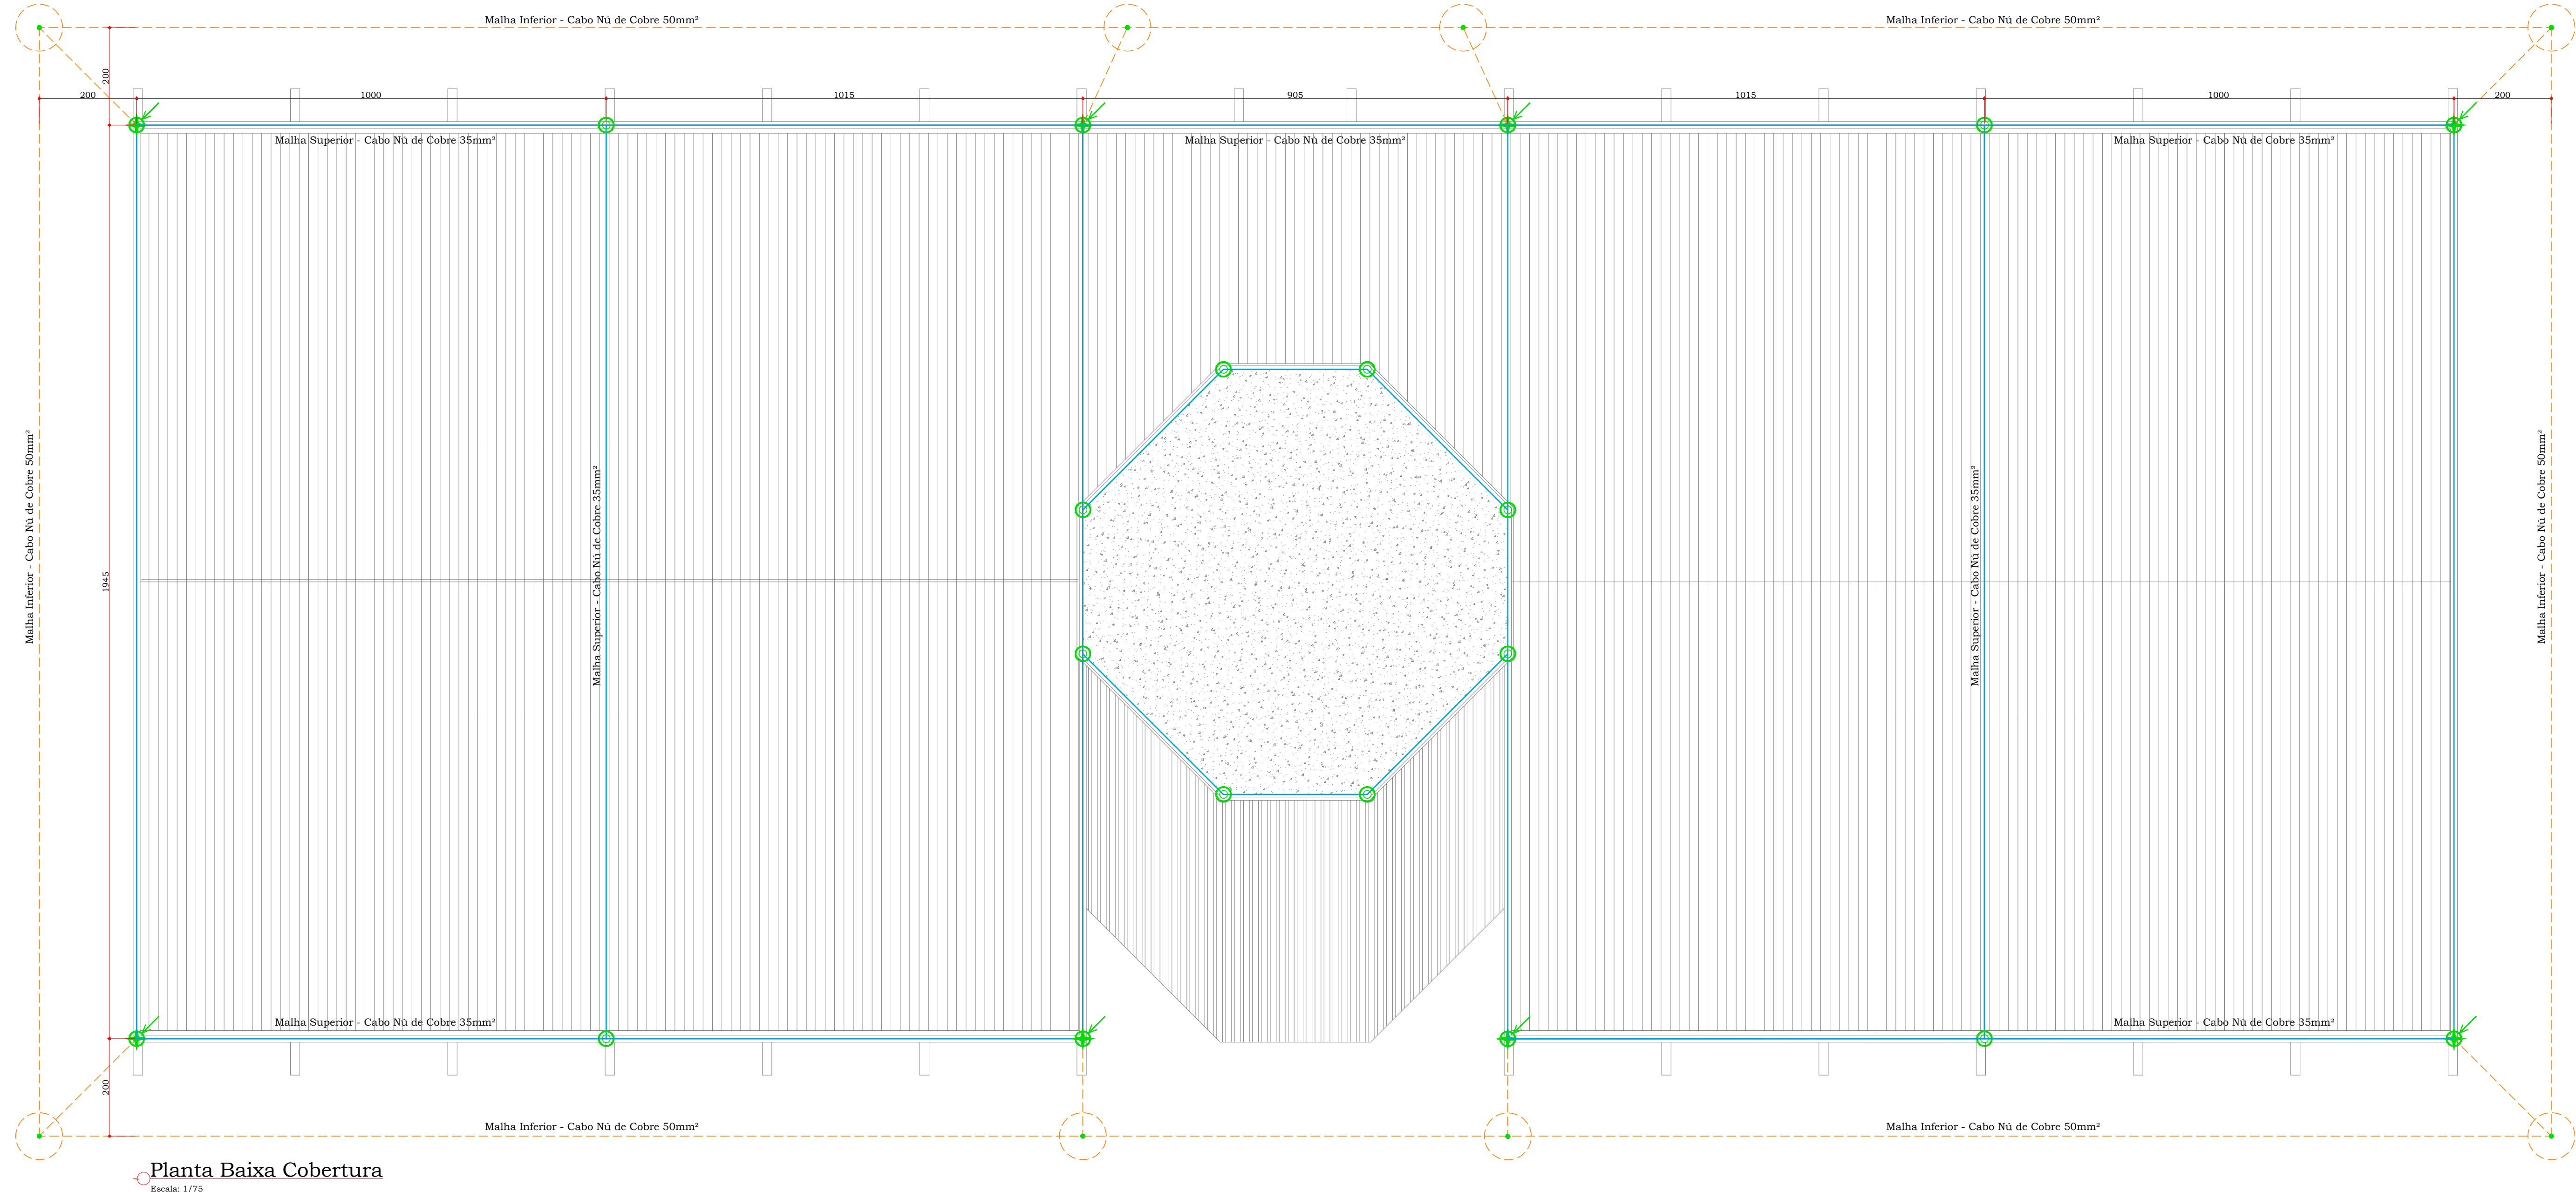 Malha Inferior - Cabo Nú de Cobre 50mm²
Malha Inferior - Cabo Nú de Cobre 50mm²
200
200
1000
1015
905
1015
1000
200
Malha Superior - Cabo Nú de Cobre 35mm²
Malha Superior - Cabo Nú de Cobre 35mm²
Malha Superior - Cabo Nú de Cobre 35mm²
Malha Inferior - Cabo Nú de Cobre 50mm²
1945
Malha Superior - Cabo Nú de Cobre 35mm²
Malha Superior - Cabo Nú de Cobre 35mm²
Malha Inferior - Cabo Nú de Cobre 50mm²
Malha Superior - Cabo Nú de Cobre 35mm²
Malha Superior - Cabo Nú de Cobre 35mm²
200
Malha Inferior - Cabo Nú de Cobre 50mm²
Malha Inferior - Cabo Nú de Cobre 50mm²
Planta Baixa Cobertura
Escala: 1/75